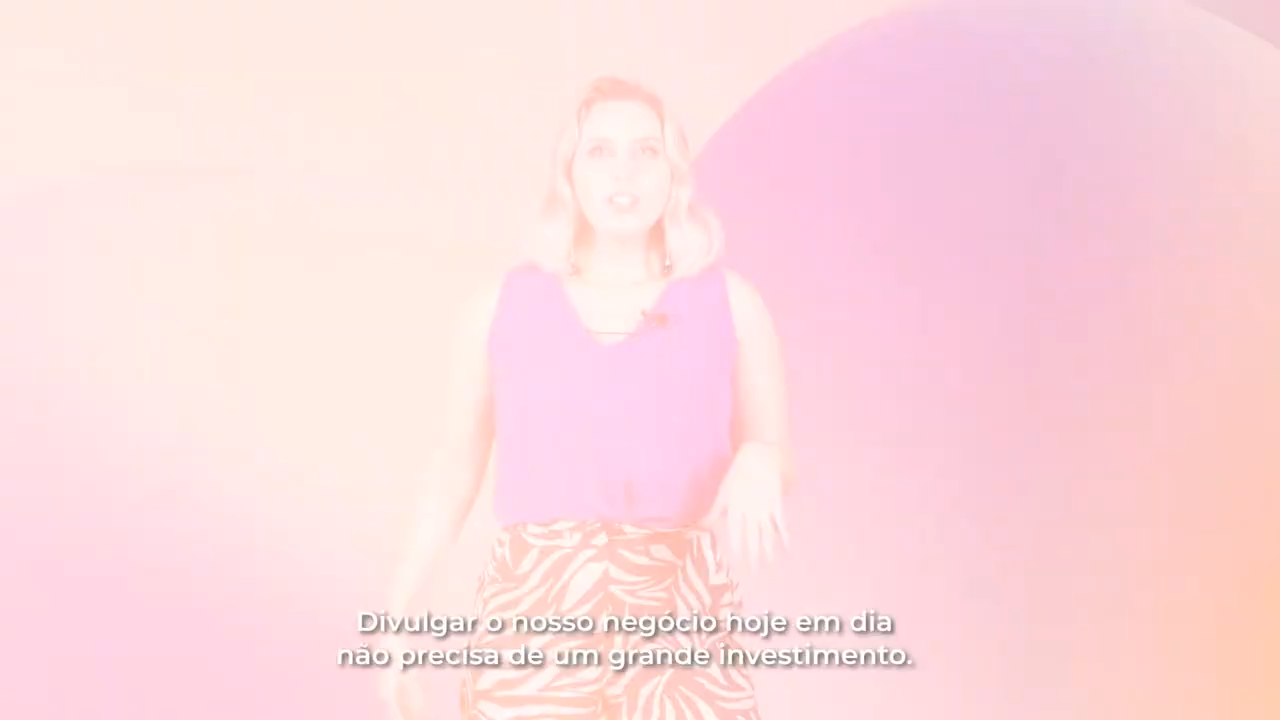 Divulgar o nosso negócio hoje em dia
não precisa de um grande investimento.